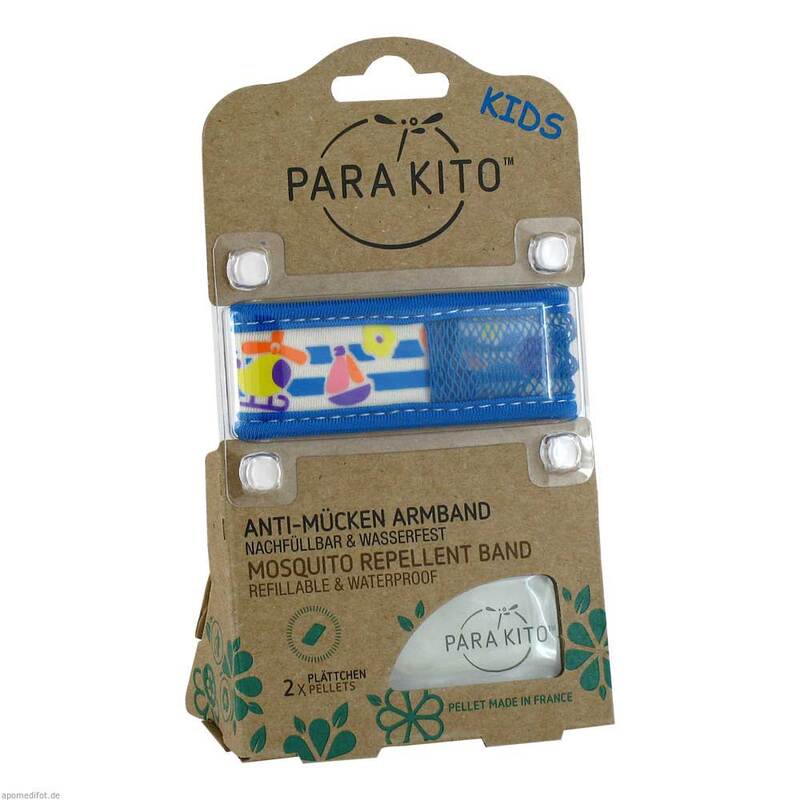 KIDS
PARA KITO™
ANTI-MÜCKEN ARMBAND
NACHFÜLLBAR & WASSERFEST
MOSQUITO REPELLENT BAND
REFILLABLE & WATERPROOF
PARA KITO™
2 x PLÄTTCHEN
PELLETS
PELLET MADE IN FRANCE
apomedifot.de